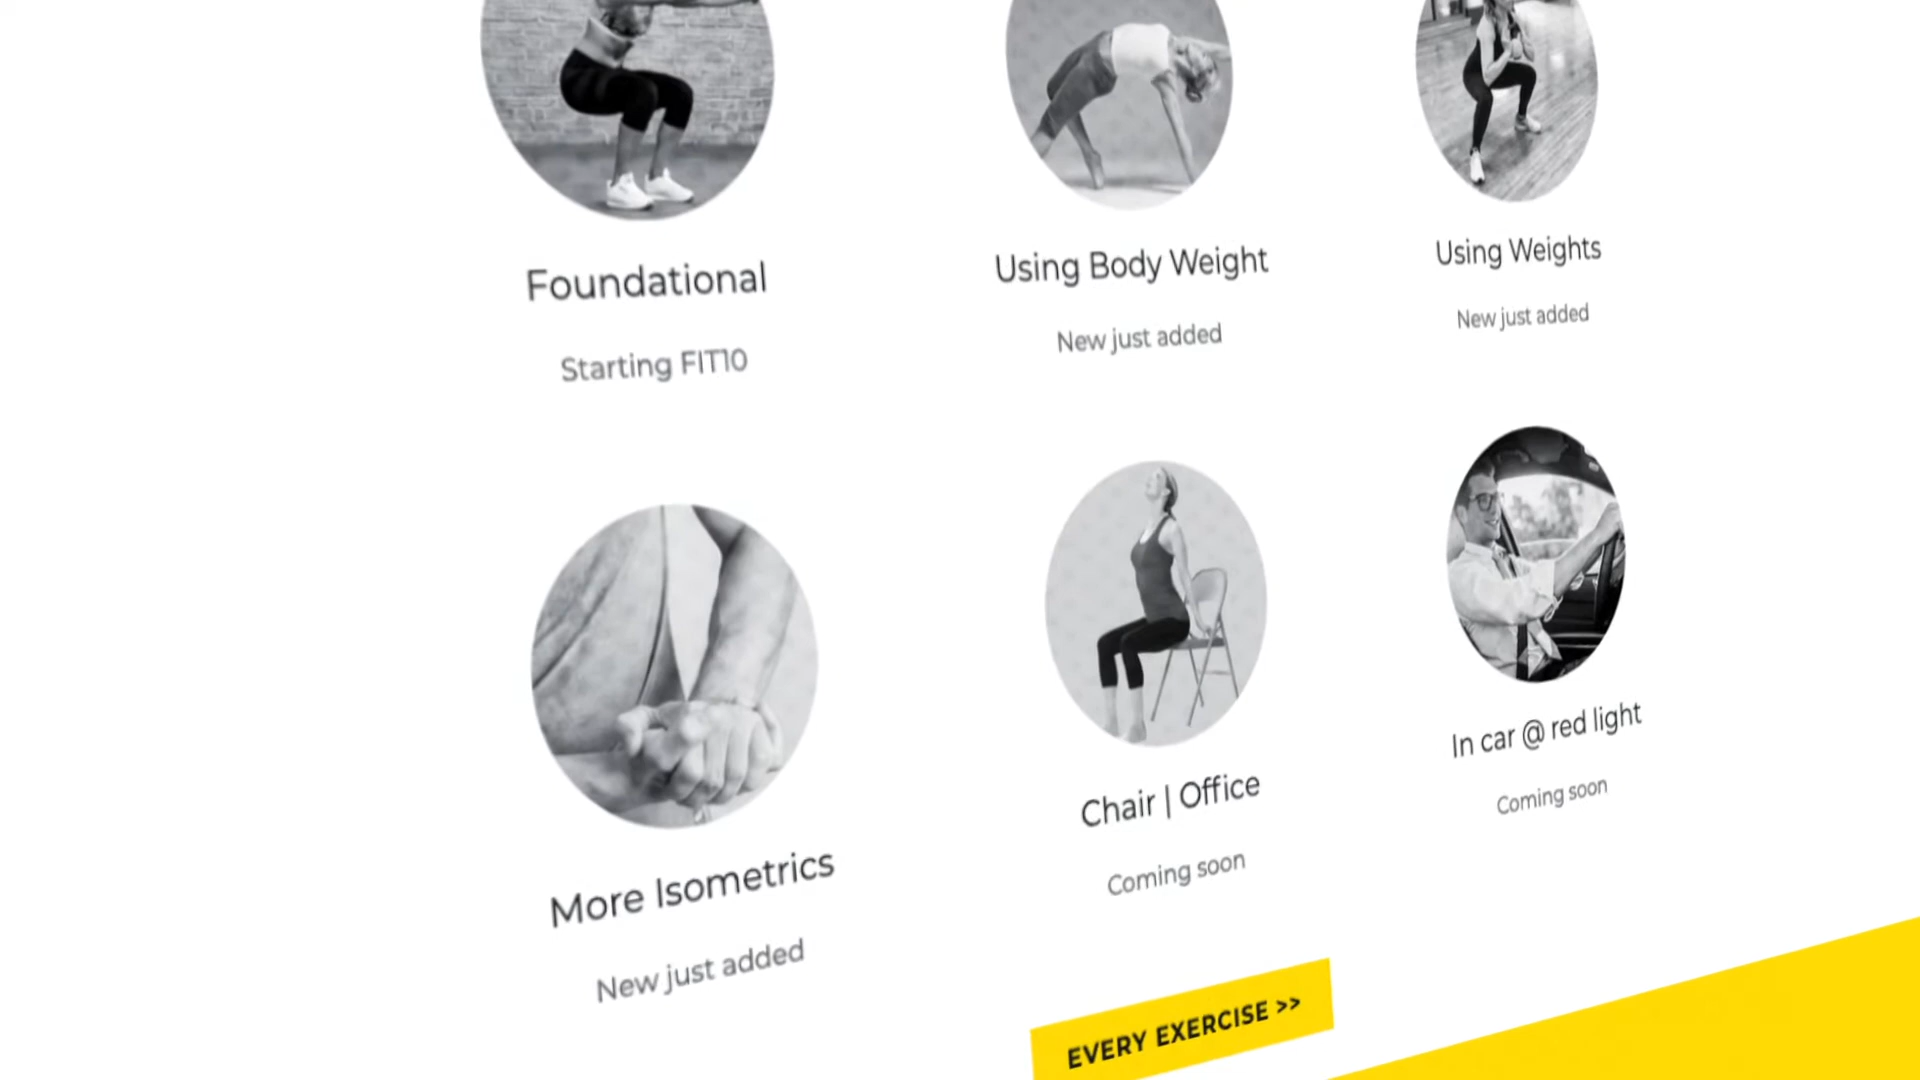 Foundational
Starting FIT10
Using Body Weight
New just added
Using Weights
New just added
More Isometrics
New just added
Chair | Office
Coming soon
In car @ red light
Coming soon
EVERY EXERCISE >>